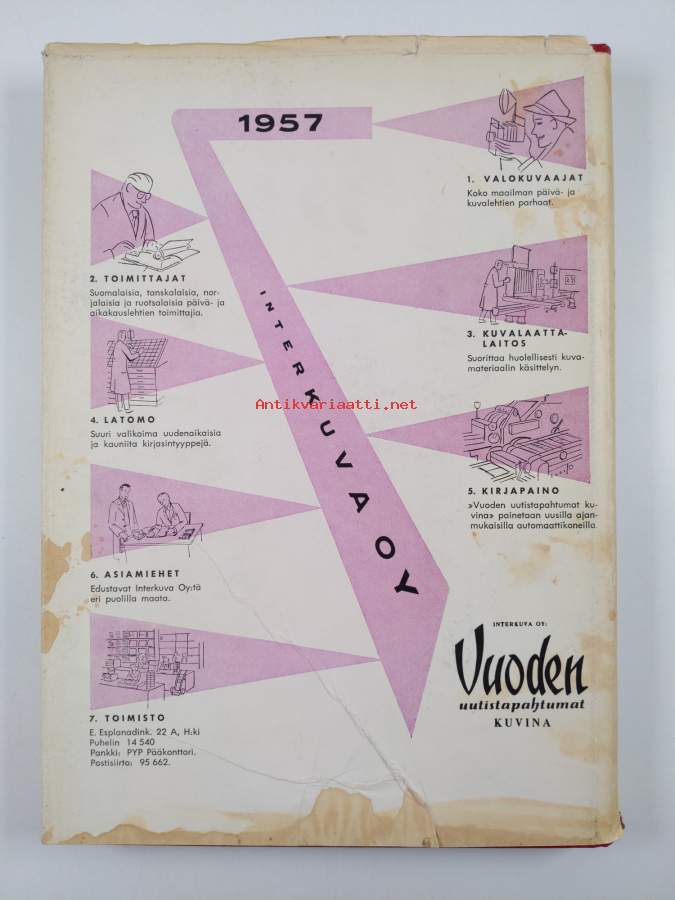 1957
1. VALOKUVAAJAT
Koko maailman päivä- ja
kuvalehtien parhaat.
2. TOIMITTAJAT
Suomalaisia, tanskalaisia, nor-
jalaisia ja ruotsalaisia päivä- ja
aikakauslehtien toimittajia.
3. KUVALAATTA-
LAITOS
Suorittaa huolellisesti kuva-
materiaalin käsittelyn.
4. LATOMO
Suuri valikoima uudenaikaisia
ja kauniita kirjasintyyppejä.
5. KIRJAPAINO
»Vuoden uutistapahtumat ku-
vina» painetaan uusilla ajan-
mukaisilla automaattikoneilla.
6. ASIAMIEHET
Edustavat Interkuva Oy:tä
eri puolilla maata.
7. TOIMISTO
E. Esplanadink. 22 A, H:ki
Puhelin 14 540
Pankki: PYP Pääkonttori.
Postisiirto: 95 662.
INTERKUVA OY
INTERKUVA OY:
Vuoden
uutistapahtumat
KUVINA
Antikvariaatti.net